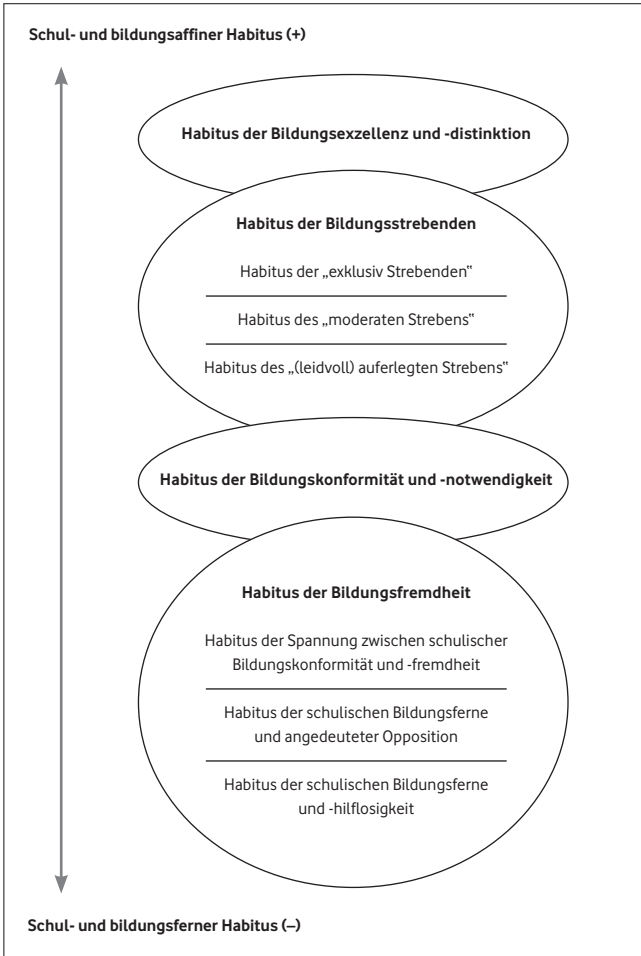 Schul- und bildungsaffiner Habitus (+)
Habitus der Bildungsexzellenz und -distinktion
Habitus der Bildungsstrebenden
Habitus der „exklusiv Strebenden"
Habitus des „moderaten Strebens"
Habitus des „(leidvoll) auferlegten Strebens"
Habitus der Bildungskonformität und -notwendigkeit
Habitus der Bildungsfremdheit
Habitus der Spannung zwischen schulischer
Bildungskonformität und -fremdheit
Habitus der schulischen Bildungsferne
und angedeuteter Opposition
Habitus der schulischen Bildungsferne
und -hilflosigkeit
Schul- und bildungsferner Habitus (–)